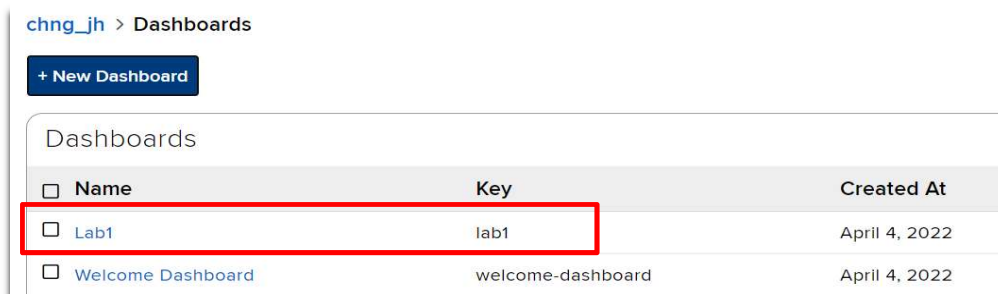 chng_jh > Dashboards
+ New Dashboard
Dashboards
Name Key Created At
Lab1 lab1 April 4, 2022
Welcome Dashboard welcome-dashboard April 4, 2022